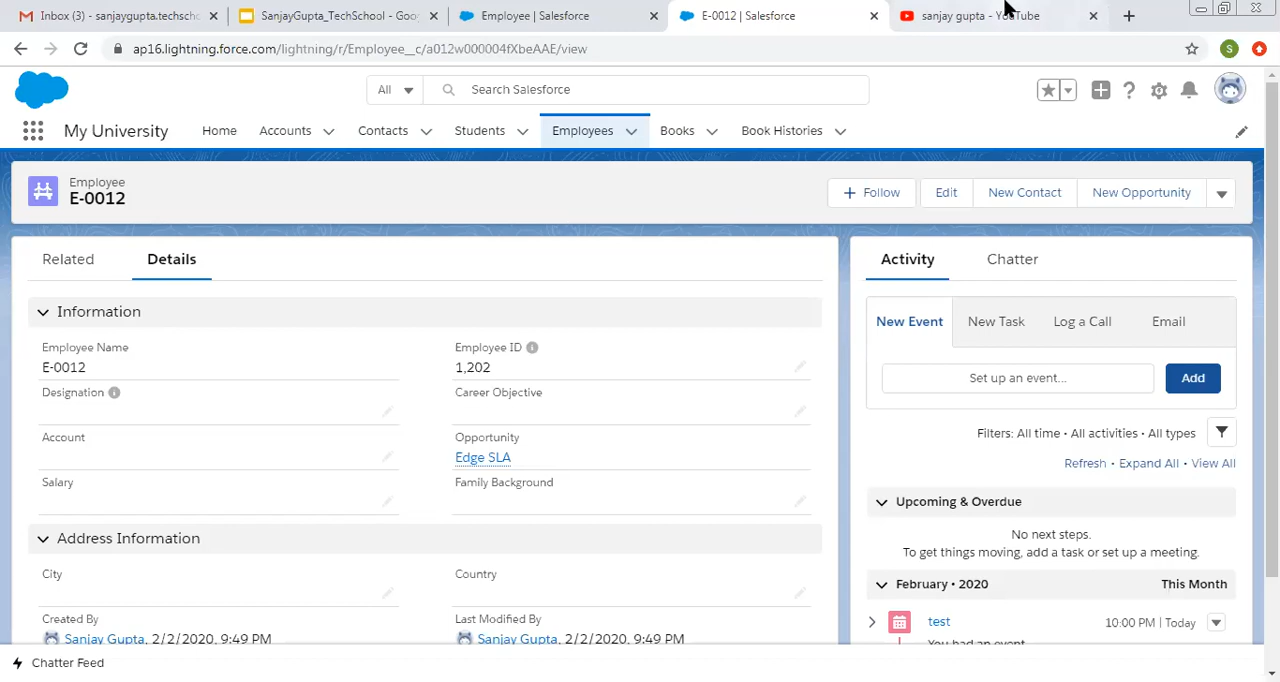 Inbox (3) - sanjaygupta.techscho
SanjayGupta_TechSchool - Goo
Employee | Salesforce
E-0012 | Salesforce
sanjay gupta - YouTube
ap16.lightning.force.com/lightning/r/Employee__c/a012w000004fXbeAAE/view
S
All
Search Salesforce
My University
Home
Accounts
Contacts
Students
Employees
Books
Book Histories
Employee
E-0012
Follow
Edit
New Contact
New Opportunity
Related
Details
Activity
Chatter
Information
New Event
New Task
Log a Call
Email
Employee Name
E-0012
Employee ID
1,202
Set up an event...
Add
Designation
Career Objective
Account
Opportunity
Edge SLA
Filters: All time • All activities • All types
Refresh • Expand All • View All
Salary
Family Background
Upcoming & Overdue
No next steps.
To get things moving, add a task or set up a meeting.
Address Information
City
Country
February • 2020
This Month
Created By
Sanjay Gupta, 2/2/2020, 9:49 PM
Last Modified By
Sanjay Gupta, 2/2/2020, 9:49 PM
test
10:00 PM | Today
You had an event
Chatter Feed